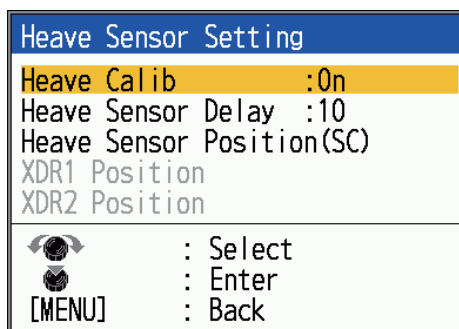 Heave Sensor Setting
Heave Calib :On
Heave Sensor Delay :10
Heave Sensor Position(SC)
XDR1 Position
XDR2 Position
: Select
: Enter
[MENU] : Back